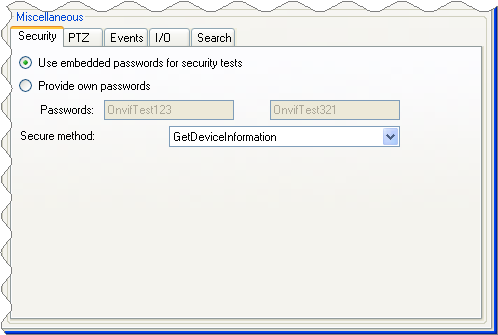 Miscellaneous
Security PTZ Events I/O Search
Use embedded passwords for security tests
Provide own passwords
Passwords: OnvifTest123 OnvifTest321
Secure method: GetDeviceInformation